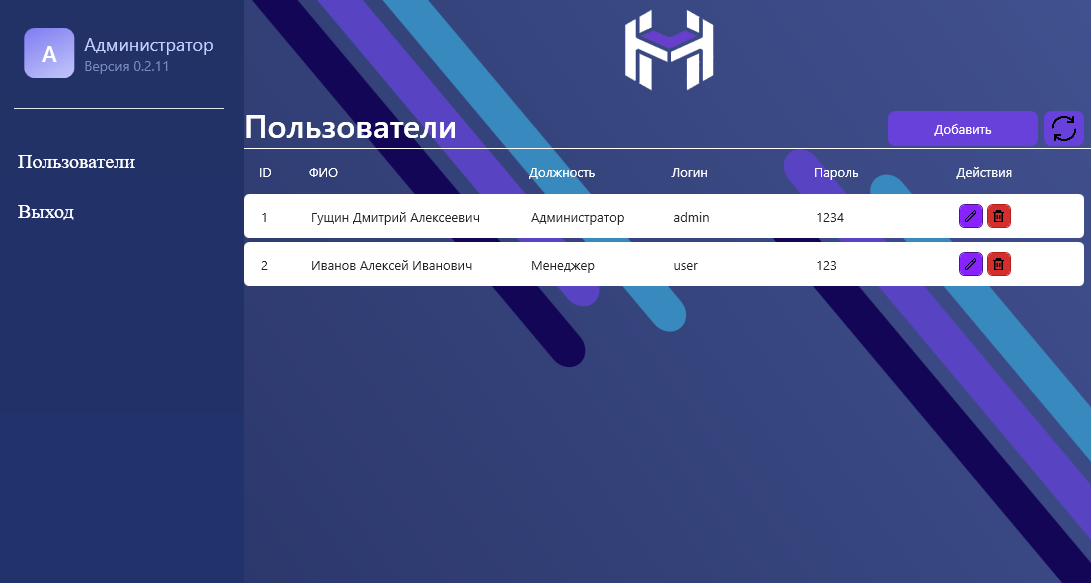 А
Администратор
Версия 0.2.11
Пользователи
Выход
Пользователи
Добавить
ID ФИО Должность Логин Пароль Действия
1 Гущин Дмитрий Алексеевич Администратор admin 1234
2 Иванов Алексей Иванович Менеджер user 123